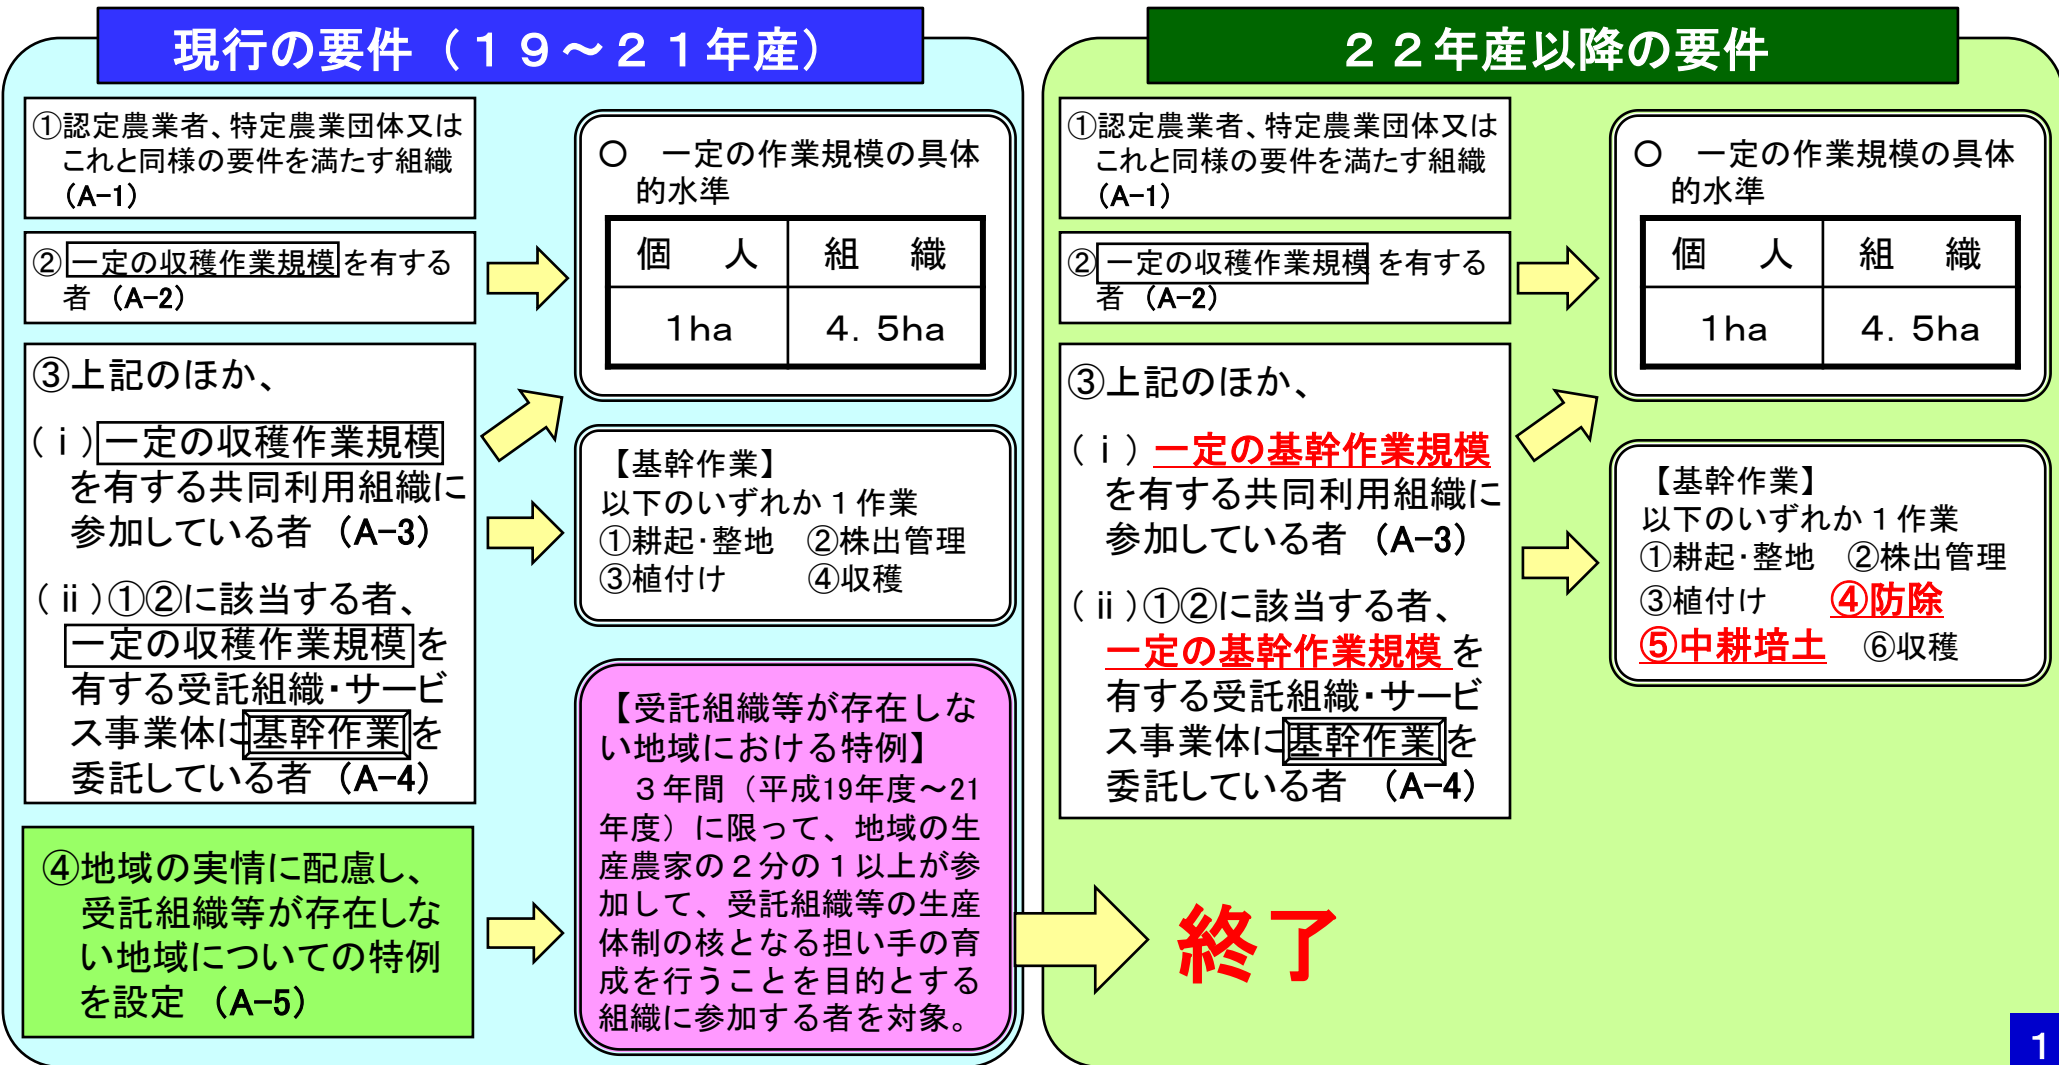 現行の要件（１９～２１年産）
①認定農業者、特定農業団体又は
これと同様の要件を満たす組織
（A-1）
②一定の収穫作業規模を有する
者 （A-2）
③上記のほか、
(ⅰ)一定の収穫作業規模
を有する共同利用組織に
参加している者 （A-3）
(ⅱ)①②に該当する者、
一定の収穫作業規模を
有する受託組織・サービ
ス事業体に基幹作業を
委託している者 （A-4）
④地域の実情に配慮し、
受託組織等が存在しな
い地域についての特例
を設定 （A-5）
○ 一定の作業規模の具体
的水準
個 人 組 織
1ha 4．5ha
【基幹作業】
以下のいずれか１作業
①耕起・整地 ②株出管理
③植付け ④収穫
【受託組織等が存在しな
い地域における特例】
３年間（平成19年度～21
年度）に限って、地域の生
産農家の２分の１以上が参
加して、受託組織等の生産
体制の核となる担い手の育
成を行うことを目的とする
組織に参加する者を対象。
２２年産以降の要件
①認定農業者、特定農業団体又は
これと同様の要件を満たす組織
（A-1）
②一定の収穫作業規模を有する
者 （A-2）
③上記のほか、
(ⅰ) 一定の基幹作業規模
を有する共同利用組織に
参加している者 （A-3）
(ⅱ)①②に該当する者、
一定の基幹作業規模を
有する受託組織・サービ
ス事業体に基幹作業を
委託している者 （A-4）
○ 一定の作業規模の具体
的水準
個 人 組 織
1ha 4．5ha
【基幹作業】
以下のいずれか１作業
①耕起・整地 ②株出管理
③植付け ④防除
⑤中耕培土 ⑥収穫
終了
1